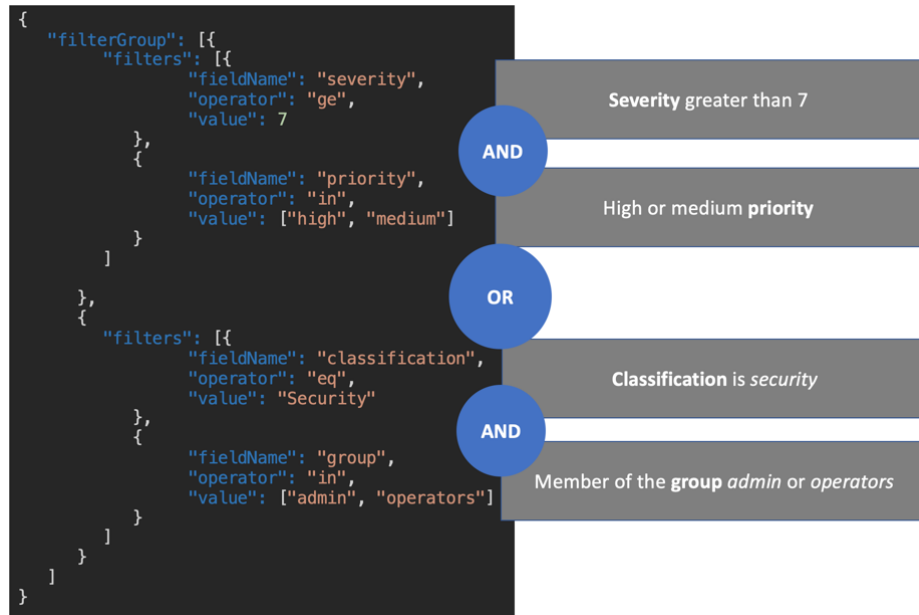 {
"filterGroup": [{
"filters": [{
"fieldName": "severity",
"operator": "ge",
"value": 7
},
{
"fieldName": "priority",
"operator": "in",
"value": ["high", "medium"]
}
]
},
{
"filters": [{
"fieldName": "classification",
"operator": "eq",
"value": "Security"
},
{
"fieldName": "group",
"operator": "in",
"value": ["admin", "operators"]
}
]
}
]
}
Severity greater than 7
AND
High or medium priority
OR
Classification is security
AND
Member of the group admin or operators